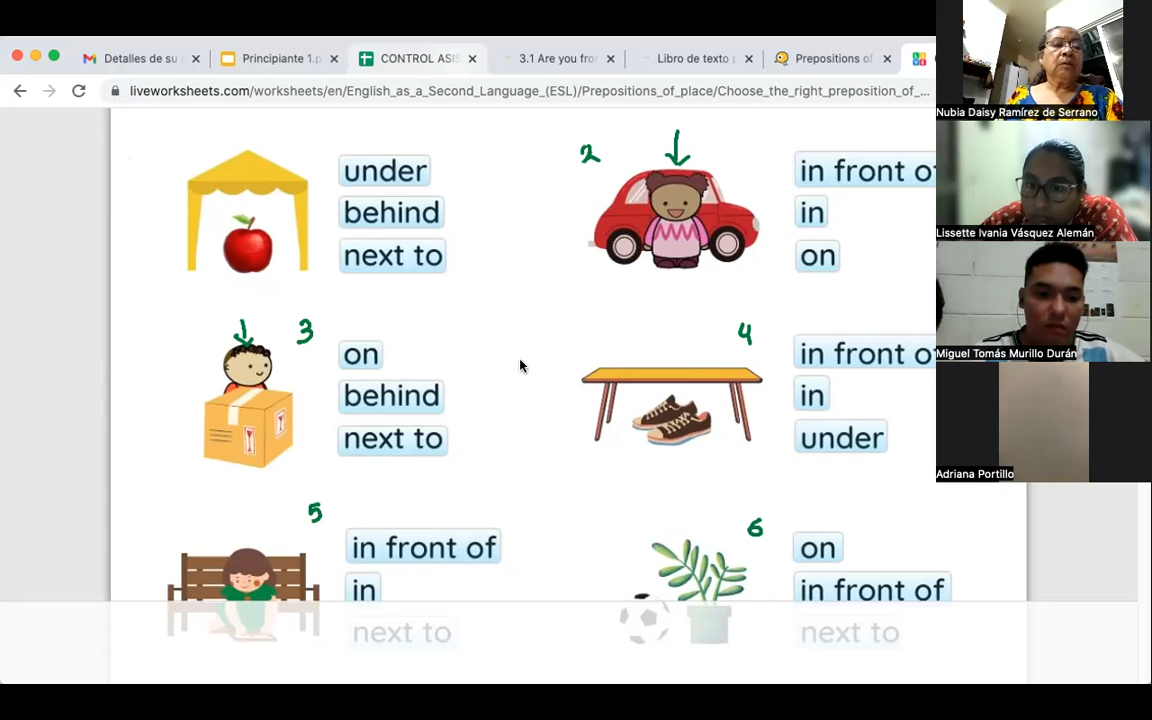 Detalles de su
Principiante 1.p
CONTROL ASIS
3.1 Are you fro
Libro de texto
Prepositions of
liveworksheets.com/worksheets/en/English_as_a_Second_Language_(ESL)/Prepositions_of_place/Choose_the_right_preposition_of_...
Nubia Daisy Ramírez de Serrano
Lissette Ivania Vásquez Alemán
Miguel Tomás Murillo Durán
Adriana Portillo
under
behind
next to
2
in front of
in
on
3
on
behind
next to
4
in front of
in
under
5
in front of
in
next to
6
on
in front of
next to